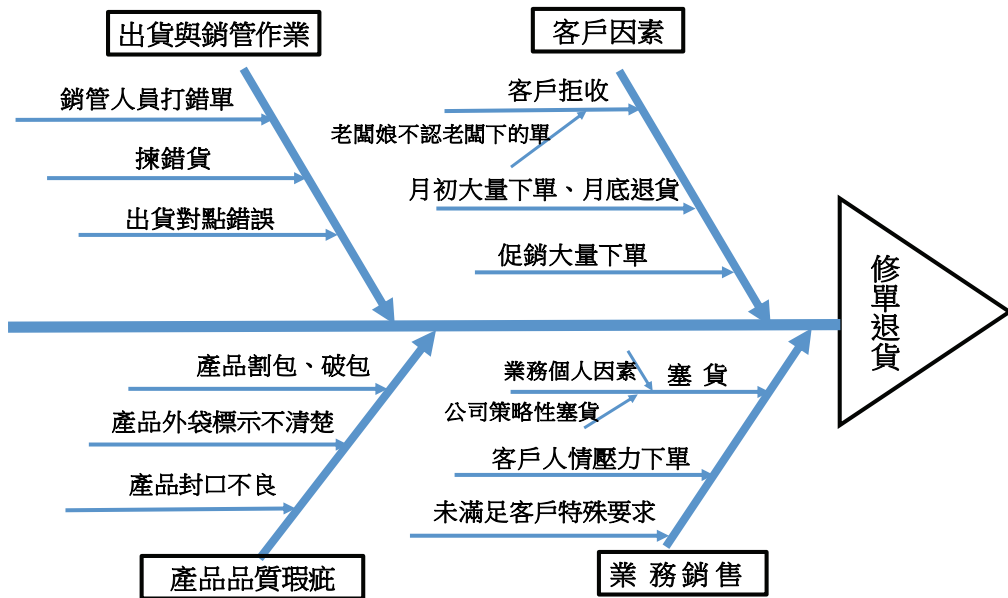 出貨與銷管作業
銷管人員打錯單
揀錯貨
出貨對點錯誤
客戶因素
客戶拒收
老闆娘不認老闆下的單
月初大量下單、月底退貨
促銷大量下單
修單退貨
產品割包、破包
產品外袋標示不清楚
產品封口不良
產品品質瑕疵
業務個人因素
塞 貨
公司策略性塞貨
客戶人情壓力下單
未滿足客戶特殊要求
業 務 銷 售